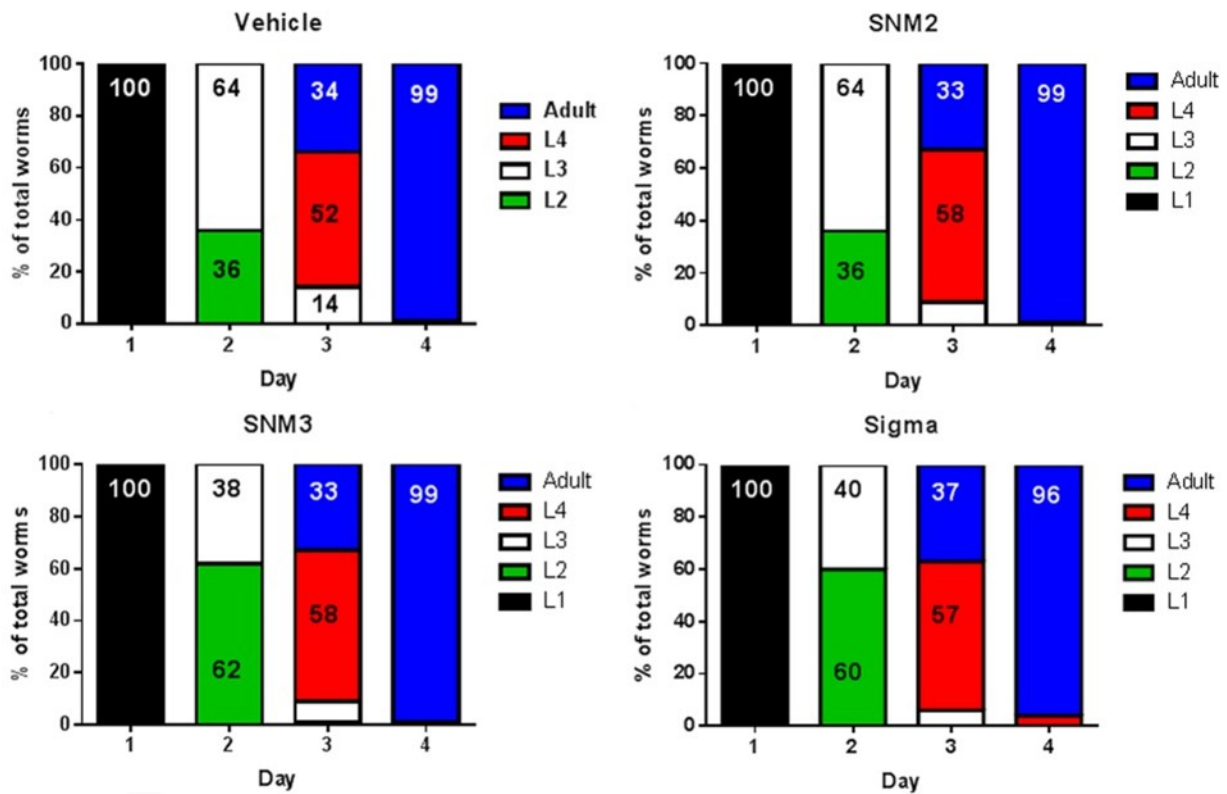 Vehicle
% of total worms
100
80
60
40
20
0
100
64
36
34
52
14
99
1
2
3
4
Day
Adult
L4
L3
L2
SNM2
% of total worms
100
80
60
40
20
0
100
64
36
33
58
99
1
2
3
4
Day
Adult
L4
L3
L2
L1
SNM3
% of total worms
100
80
60
40
20
0
100
38
62
33
58
99
1
2
3
4
Day
Adult
L4
L3
L2
L1
Sigma
% of total worms
100
80
60
40
20
0
100
40
60
37
57
96
1
2
3
4
Day
Adult
L4
L3
L2
L1